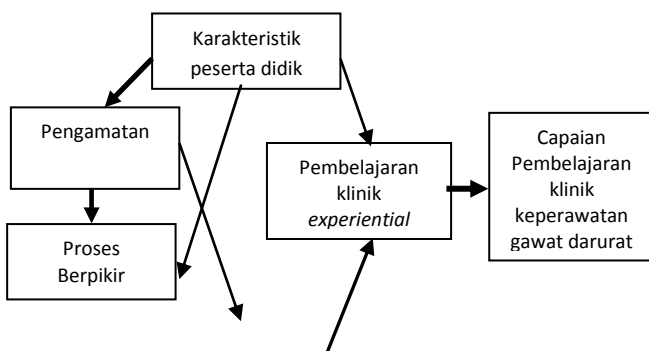 Karakteristik
peserta didik
Pengamatan
Proses
Berpikir
Pembelajaran
klinik
experiential
Capaian
Pembelajaran
klinik
keperawatan
gawat darurat